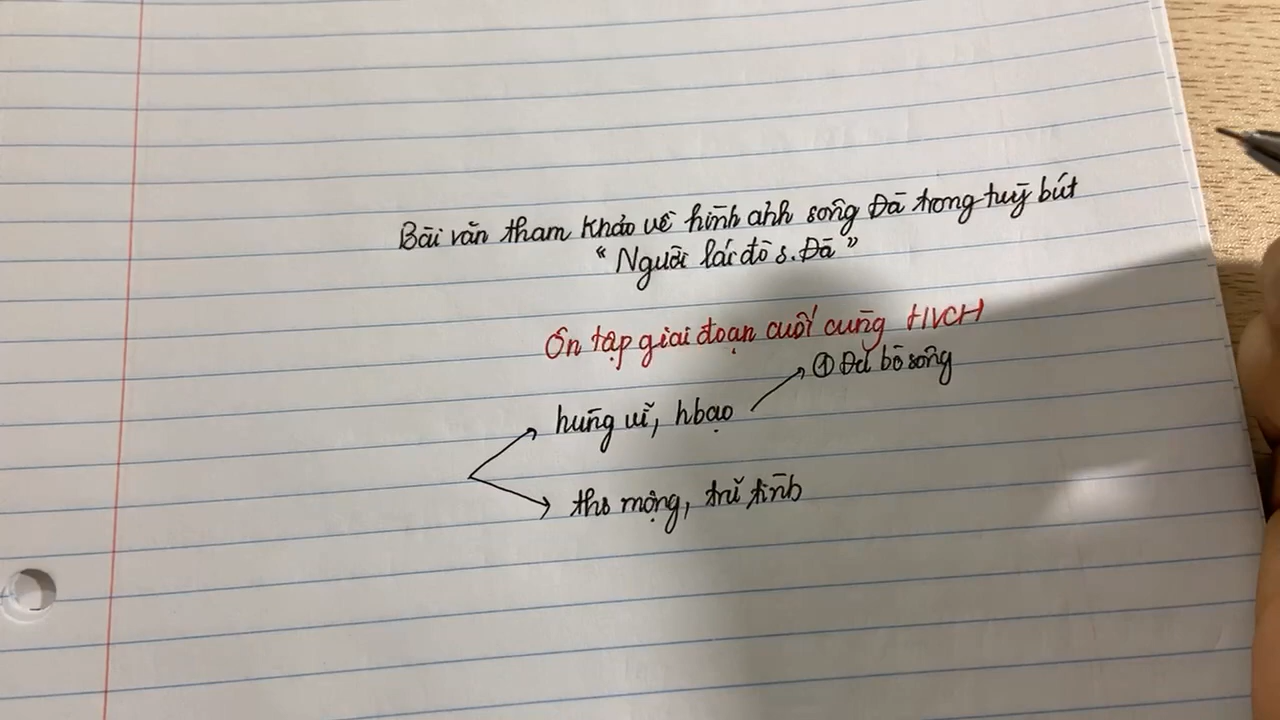 Bài văn tham khảo về hình ảnh sông Đà trong tuỳ bút
"Người lái đò s.Đà"
Ôn tập giai đoạn cuối cùng HVCH
① Đá bờ sông
hùng vĩ, hbạo
thơ mộng, trữ tình